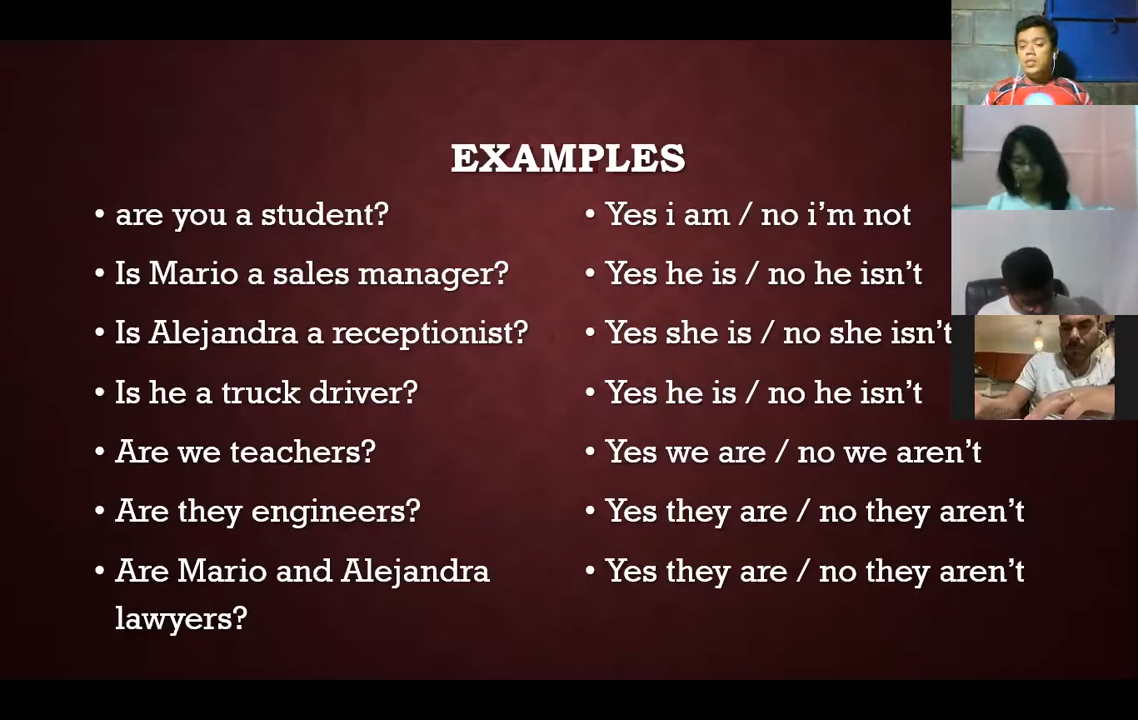 EXAMPLES
• are you a student?
• Is Mario a sales manager?
• Is Alejandra a receptionist?
• Is he a truck driver?
• Are we teachers?
• Are they engineers?
• Are Mario and Alejandra
lawyers?
• Yes i am / no i’m not
• Yes he is / no he isn’t
• Yes she is / no she isn’t
• Yes he is / no he isn’t
• Yes we are / no we aren’t
• Yes they are / no they aren’t
• Yes they are / no they aren’t